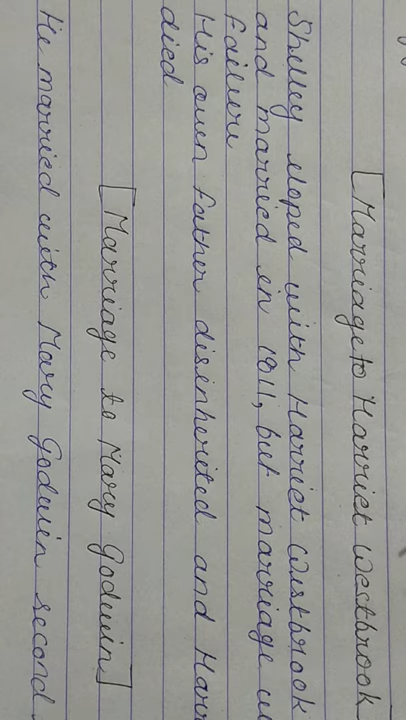 [Marriage to Harriet Westbrook
Shelley eloped with Harriet Westbrook
and married in 1811, but marriage
failure
His own father disinherited and
died
[Marriage to Mary Godwin]
He married with Mary Godwin second